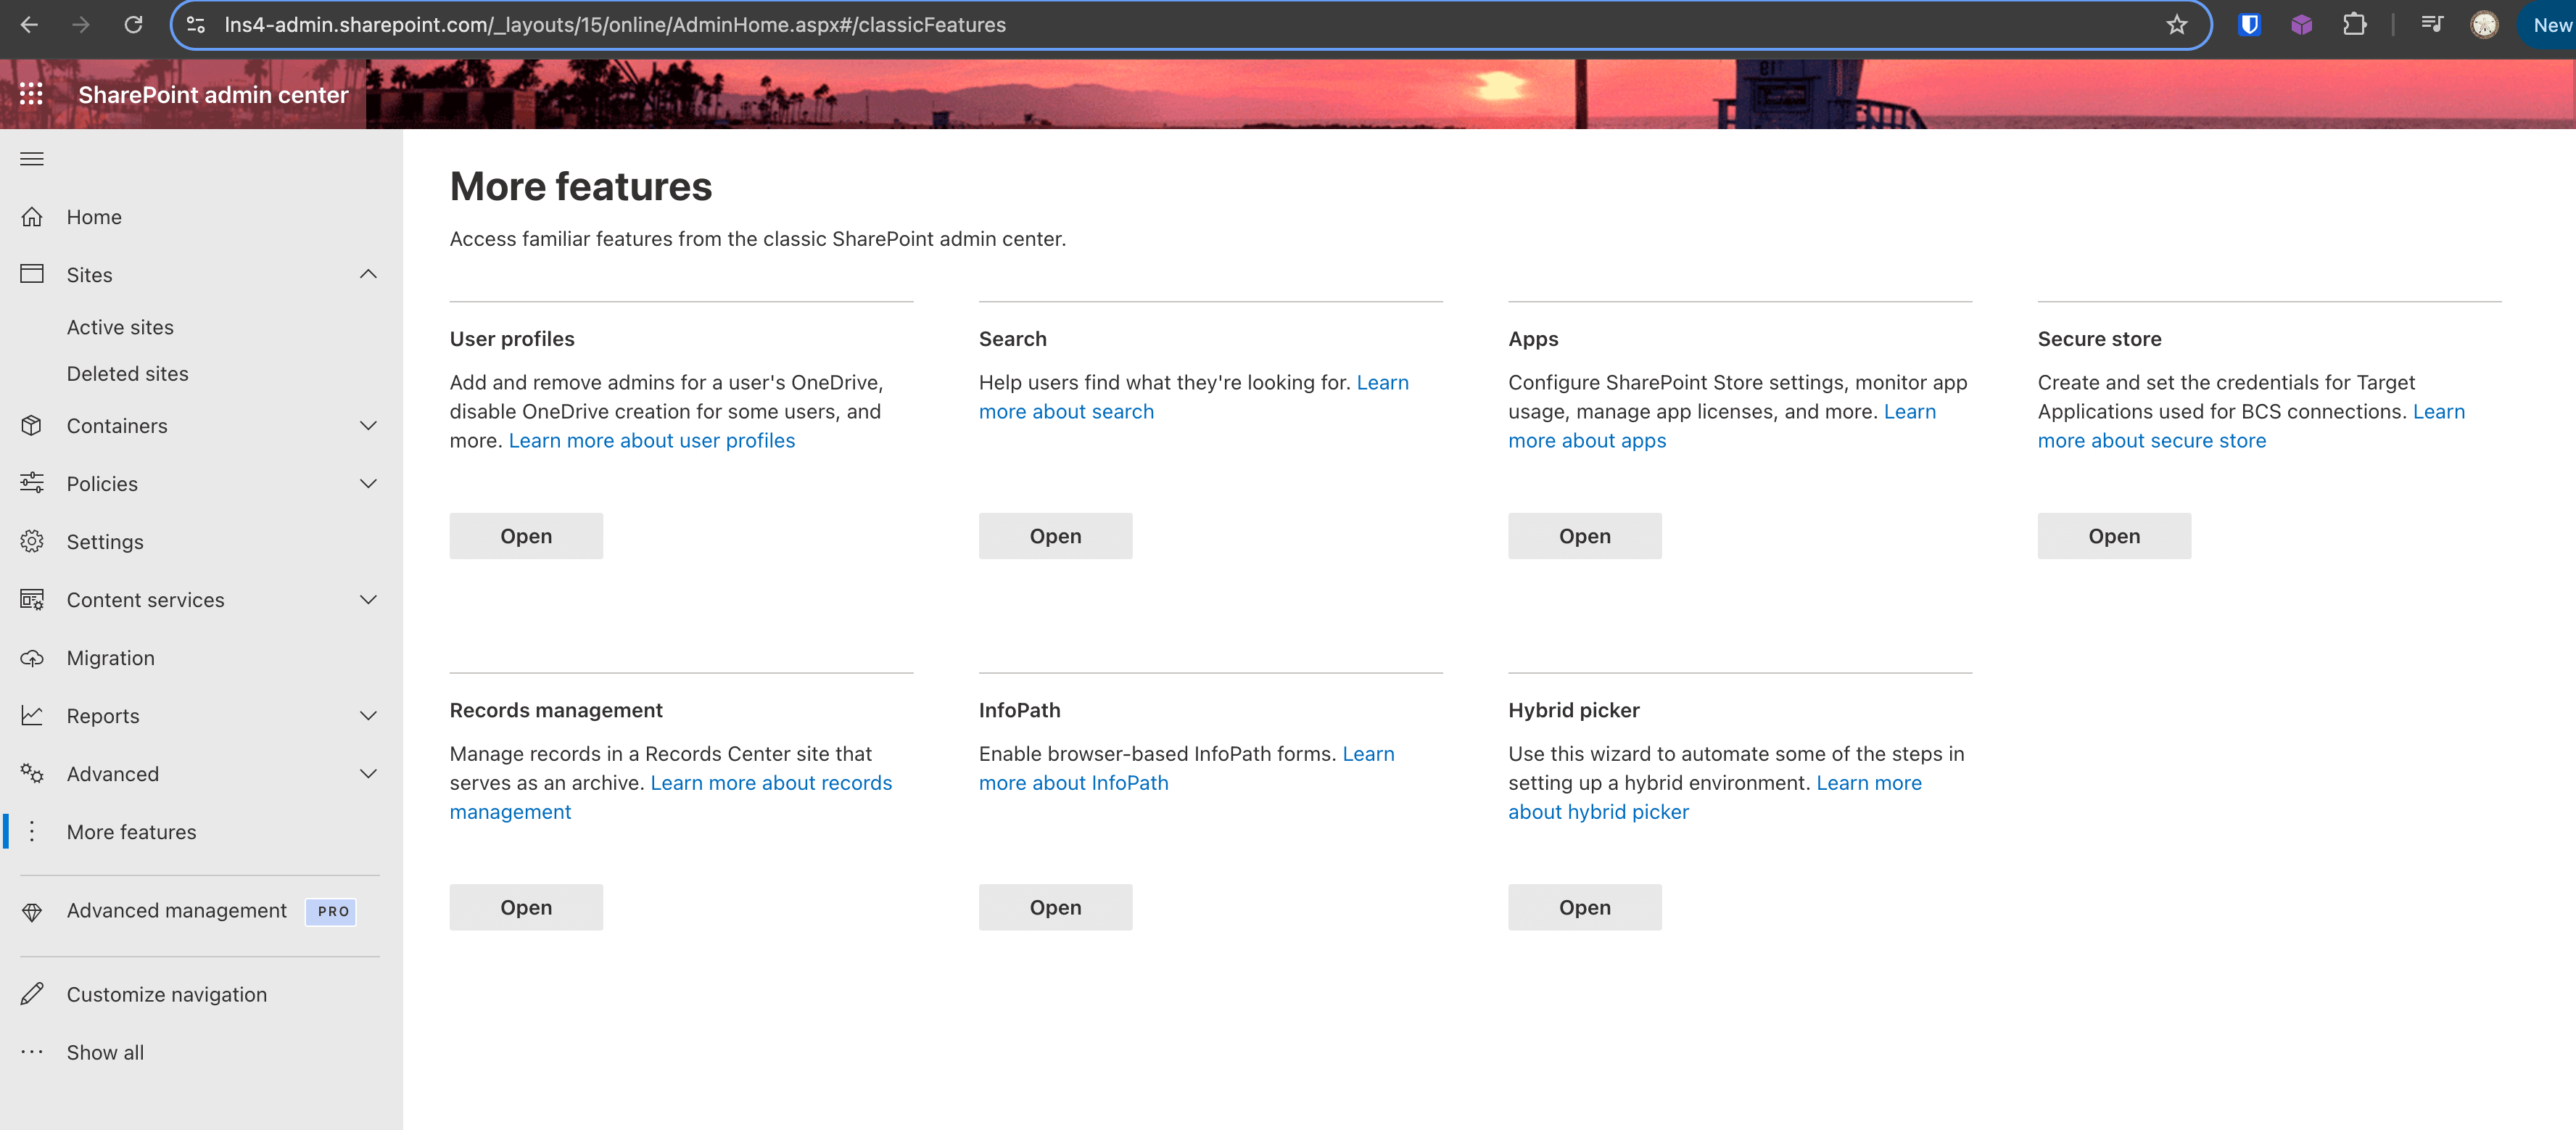 lns4-admin.sharepoint.com/_layouts/15/online/AdminHome.aspx#/classicFeatures
New
SharePoint admin center
Home
Sites
Active sites
Deleted sites
Containers
Policies
Settings
Content services
Migration
Reports
Advanced
More features
Advanced management PRO
Customize navigation
Show all
More features
Access familiar features from the classic SharePoint admin center.
User profiles
Add and remove admins for a user's OneDrive,
disable OneDrive creation for some users, and
more. Learn more about user profiles
Open
Search
Help users find what they're looking for. Learn
more about search
Open
Apps
Configure SharePoint Store settings, monitor app
usage, manage app licenses, and more. Learn
more about apps
Open
Secure store
Create and set the credentials for Target
Applications used for BCS connections. Learn
more about secure store
Open
Records management
Manage records in a Records Center site that
serves as an archive. Learn more about records
management
Open
InfoPath
Enable browser-based InfoPath forms. Learn
more about InfoPath
Open
Hybrid picker
Use this wizard to automate some of the steps in
setting up a hybrid environment. Learn more
about hybrid picker
Open